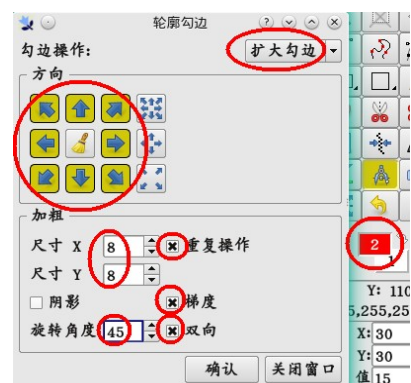 轮廓勾边
勾边操作: 扩大勾边
方向
加粗
尺寸 X 8 重复操作
尺寸 Y 8
阴影 梯度
旋转角度 45 双向
确认 关闭窗口
2
1
Y: 110
5,255,25
X: 30
Y: 30
值 15